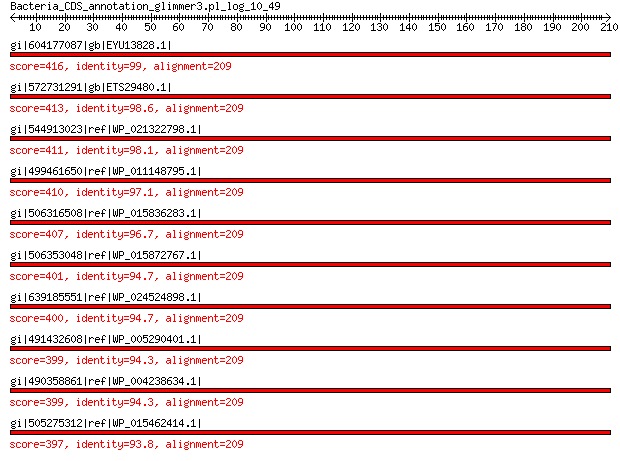 Bacteria_CDS_annotation_glimmer3.pl_log_10_49
10 20 30 40 50 60 70 80 90 100 110 120 130 140 150 160 170 180 190 200 210
gi|604177087|gb|EYU13828.1|
score=416, identity=99, alignment=209
gi|572731291|gb|ETS29480.1|
score=413, identity=98.6, alignment=209
gi|544913023|ref|WP_021322798.1|
score=411, identity=98.1, alignment=209
gi|499461650|ref|WP_011148795.1|
score=410, identity=97.1, alignment=209
gi|506316508|ref|WP_015836283.1|
score=407, identity=96.7, alignment=209
gi|506353048|ref|WP_015872767.1|
score=401, identity=94.7, alignment=209
gi|639185551|ref|WP_024524898.1|
score=400, identity=94.7, alignment=209
gi|491432608|ref|WP_005290401.1|
score=399, identity=94.3, alignment=209
gi|490358861|ref|WP_004238634.1|
score=399, identity=94.3, alignment=209
gi|505275312|ref|WP_015462414.1|
score=397, identity=93.8, alignment=209